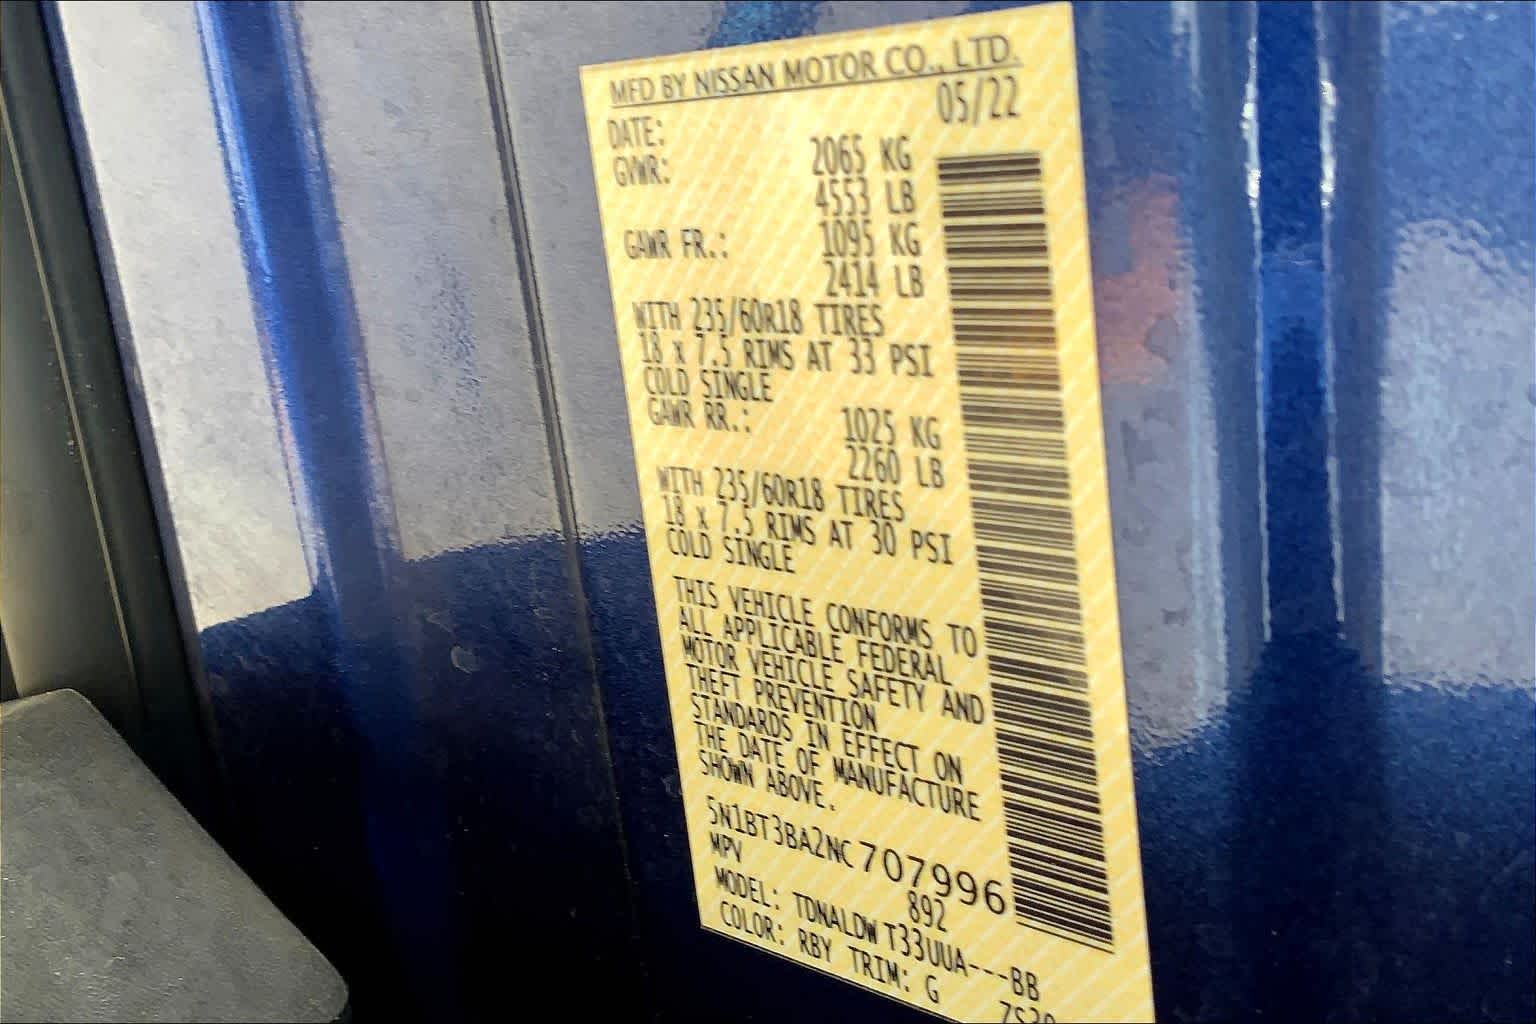 MFD BY NISSAN MOTOR CO., LTD.
DATE: 05/22
GVWR: 2065 KG
4553 LB
GAWR FR.: 1095 KG
2414 LB
WITH 235/60R18 TIRES
18 x 7.5 RIMS AT 33 PSI
COLD SINGLE
GAWR RR.: 1025 KG
2260 LB
WITH 235/60R18 TIRES
18 x 7.5 RIMS AT 30 PSI
COLD SINGLE
THIS VEHICLE CONFORMS TO
ALL APPLICABLE FEDERAL
MOTOR VEHICLE SAFETY AND
THEFT PREVENTION
STANDARDS IN EFFECT ON
THE DATE OF MANUFACTURE
SHOWN ABOVE.
5N1BT3BA2NC707996
MPV 892
MODEL: TDNALDW T33UUA---BB
COLOR: RBY TRIM: G